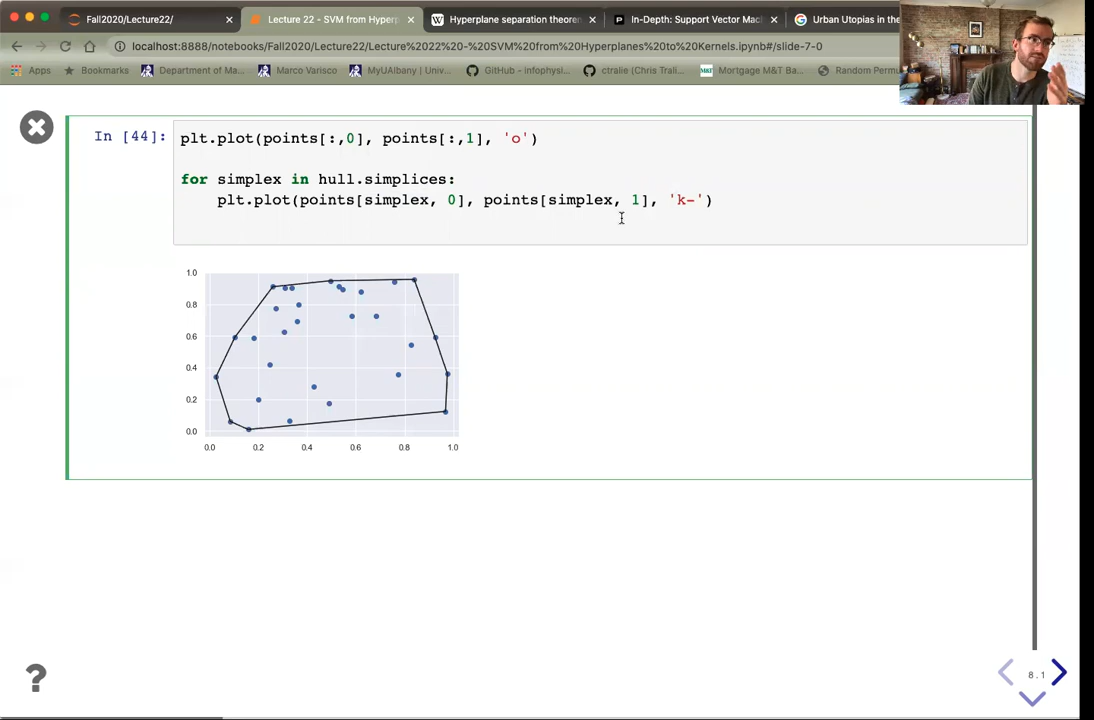 Fall2020/Lecture22/
Lecture 22 - SVM from Hyperp
Hyperplane separation theoren
In-Depth: Support Vector Mac
Urban Utopias in the
localhost:8888/notebooks/Fall2020/Lecture22/Lecture%2022%20-%20SVM%20from%20Hyperplanes%20to%20Kernels.ipynb#/slide-7-0
Apps
Bookmarks
Department of Ma...
Marco Varisco
MyUAlbany | Univ...
GitHub - infophysi...
ctralie (Chris Trali...
M&T
Mortgage M&T Ba...
Random Permu
In [44]:
plt.plot(points[:,0], points[:,1], 'o')
for simplex in hull.simplices:
plt.plot(points[simplex, 0], points[simplex, 1], 'k-')
1.0
0.8
0.6
0.4
0.2
0.0
0.0 0.2 0.4 0.6 0.8 1.0
?
8.1